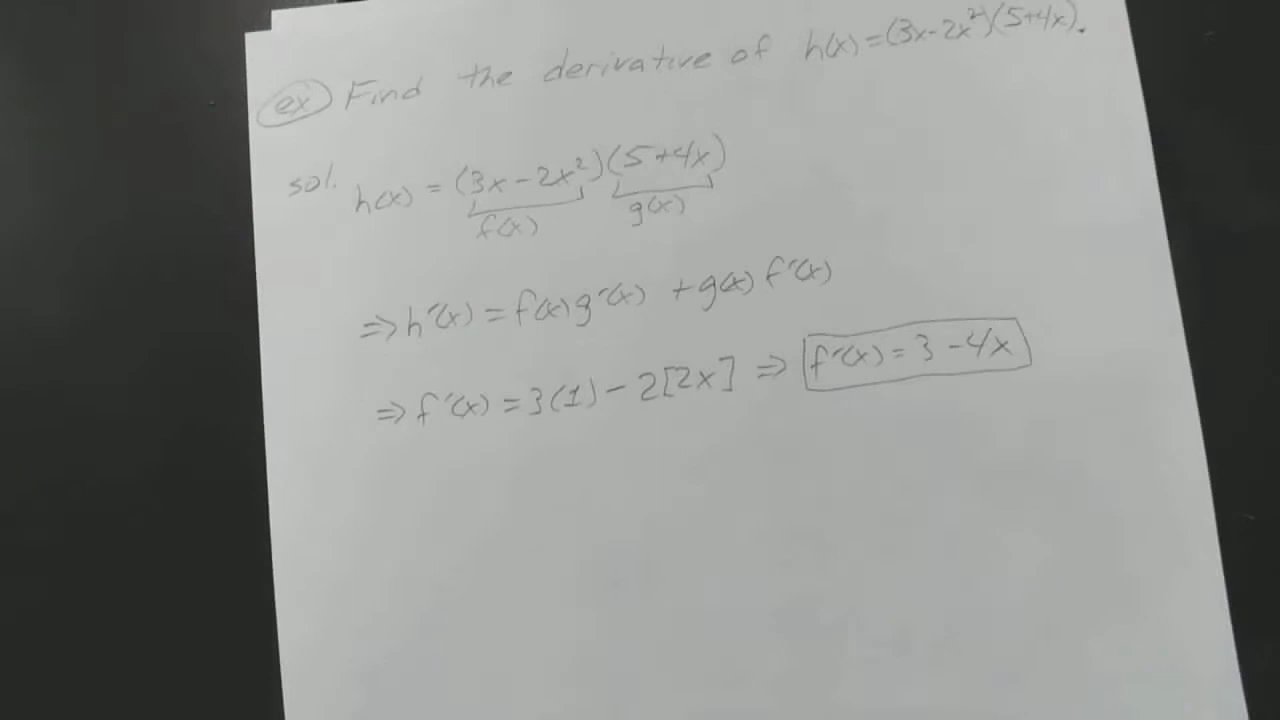 ex Find the derivative of h(x)=(3x-2x²)(5+4x).
sol. h(x) = (3x-2x²)(5+4x)
f(x) g(x)
⇒ h'(x) = f(x)g'(x) + g(x)f'(x)
⇒ f'(x) = 3(1) - 2[2x] ⇒ f'(x) = 3-4x